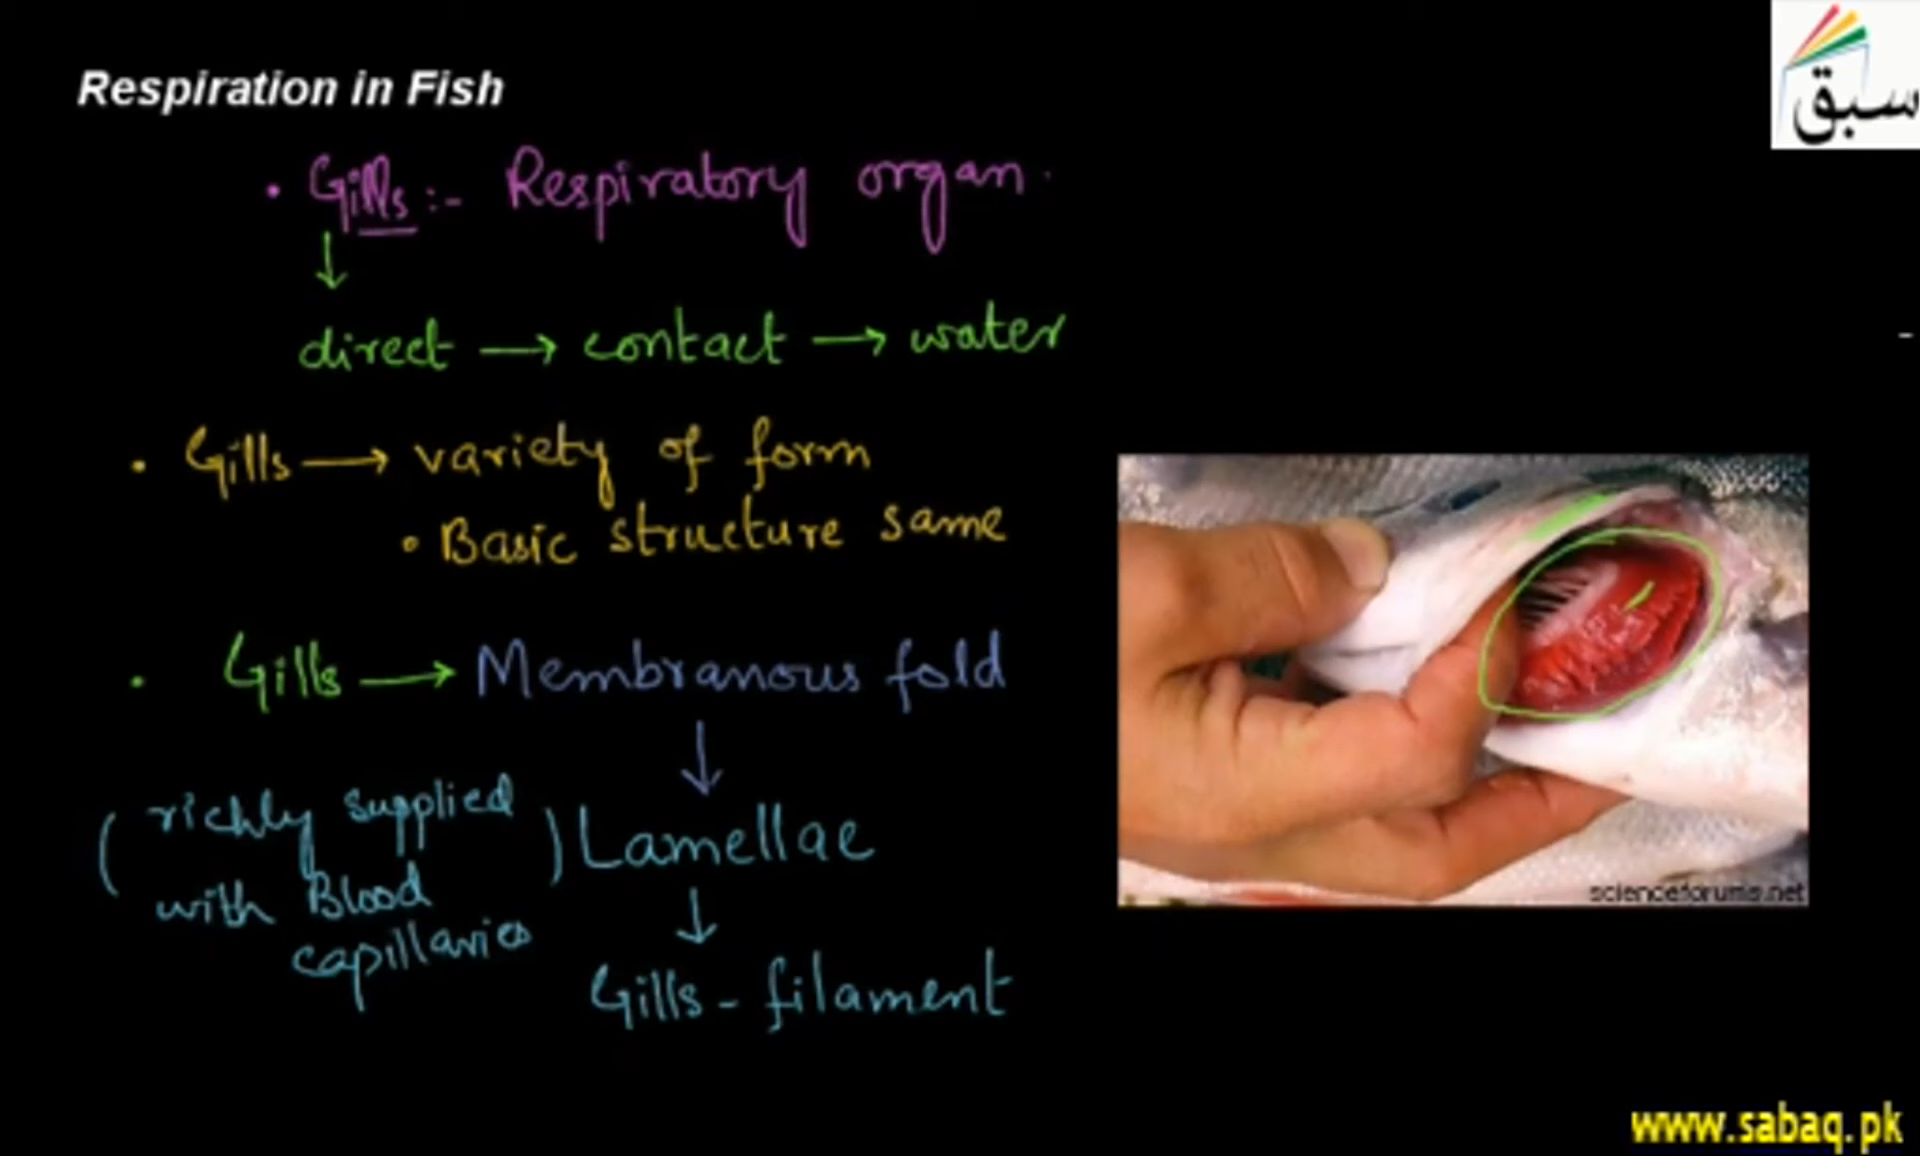 Respiration in Fish
سبق
• Gills :- Respiratory organ.
↓
direct → contact → water
• Gills → variety of form
• Basic structure same
• Gills → Membranous fold
↓
(richly supplied with Blood capillaries) Lamellae
↓
Gills - filament
scienceforums.net
www.sabaq.pk